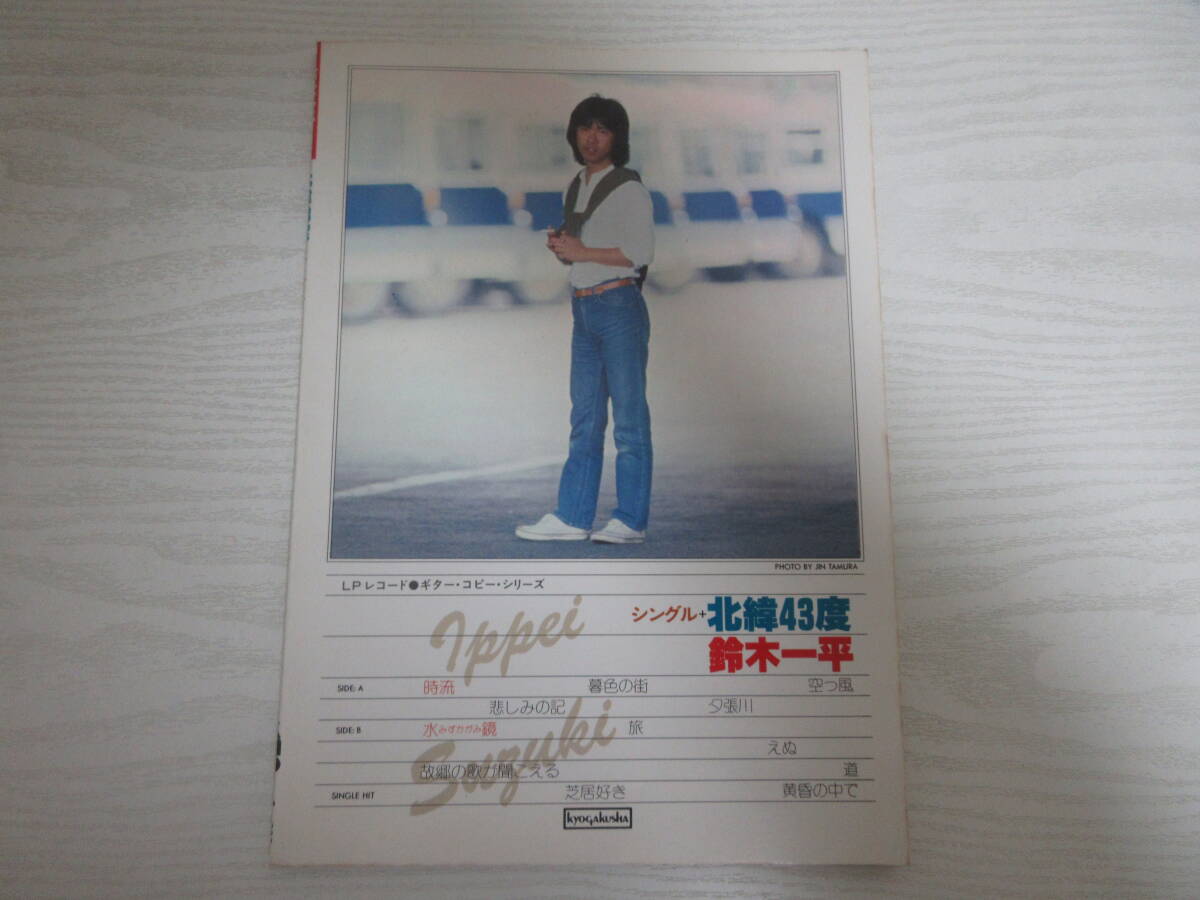 PHOTO BY JIN TAMURA
LPレコード●ギター・コピー・シリーズ
Ippei
シングル+北緯43度
鈴木一平
SIDE: A 時流 暮色の街 空っ風
悲しみの記 夕張川
Suzuki
SIDE: B 水みずかがみ鏡 旅
えぬ
故郷の歌が聞こえる 道
SINGLE HIT 芝居好き 黄昏の中で
kyogakusha